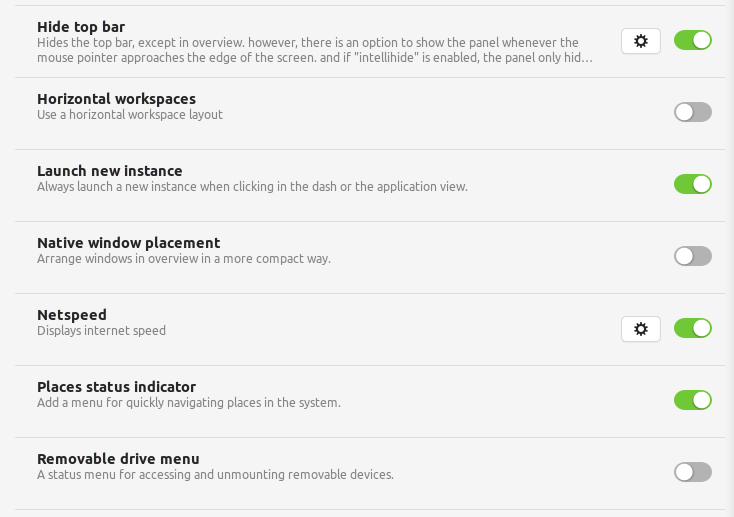 Hide top bar
Hides the top bar, except in overview. however, there is an option to show the panel whenever the
mouse pointer approaches the edge of the screen. and if "intellihide" is enabled, the panel only hid...
Horizontal workspaces
Use a horizontal workspace layout
Launch new instance
Always launch a new instance when clicking in the dash or the application view.
Native window placement
Arrange windows in overview in a more compact way.
Netspeed
Displays internet speed
Places status indicator
Add a menu for quickly navigating places in the system.
Removable drive menu
A status menu for accessing and unmounting removable devices.